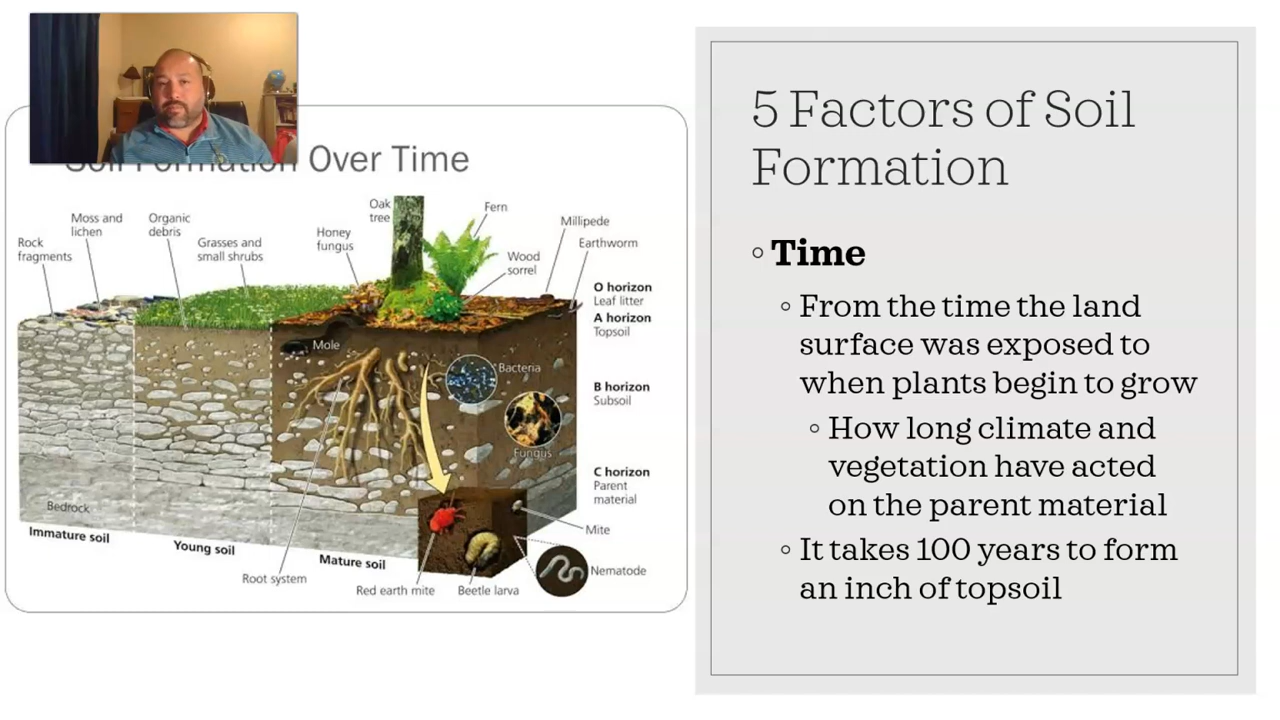 Soil Formation Over Time
Oak
tree
Fern
Moss and
lichen
Organic
debris
Millipede
Honey
fungus
Rock
fragments
Grasses and
small shrubs
Earthworm
Wood
sorrel
O horizon
Leaf litter
A horizon
Topsoil
Mole
Bacteria
B horizon
Subsoil
Fungus
C horizon
Parent
material
Bedrock
Mite
Immature soil
Young soil
Mature soil
Nematode
Root system
Red earth mite
Beetle larva
5 Factors of Soil
Formation
◦ Time
◦ From the time the land
surface was exposed to
when plants begin to grow
◦ How long climate and
vegetation have acted
on the parent material
◦ It takes 100 years to form
an inch of topsoil